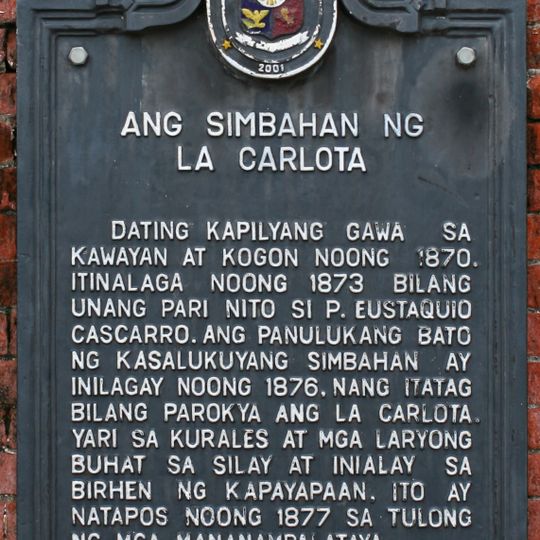 2001
ANG SIMBAHAN NG
LA CARLOTA
DATING KAPILYANG GAWA SA
KAWAYAN AT KOGON NOONG 1870.
ITINALAGA NOONG 1873 BILANG
UNANG PARI NITO SI P. EUSTAQUIO
CASCARRO. ANG PANULUKANG BATO
NG KASALUKUYANG SIMBAHAN AY
INILAGAY NOONG 1876, NANG ITATAG
BILANG PAROKYA ANG LA CARLOTA.
YARI SA KURALES AT MGA LARYONG
BUHAT SA SILAY AT INIALAY SA
BIRHEN NG KAPAYAPAAN. ITO AY
NATAPOS NOONG 1877 SA TULONG
NG MGA MANANAMPALATAYA